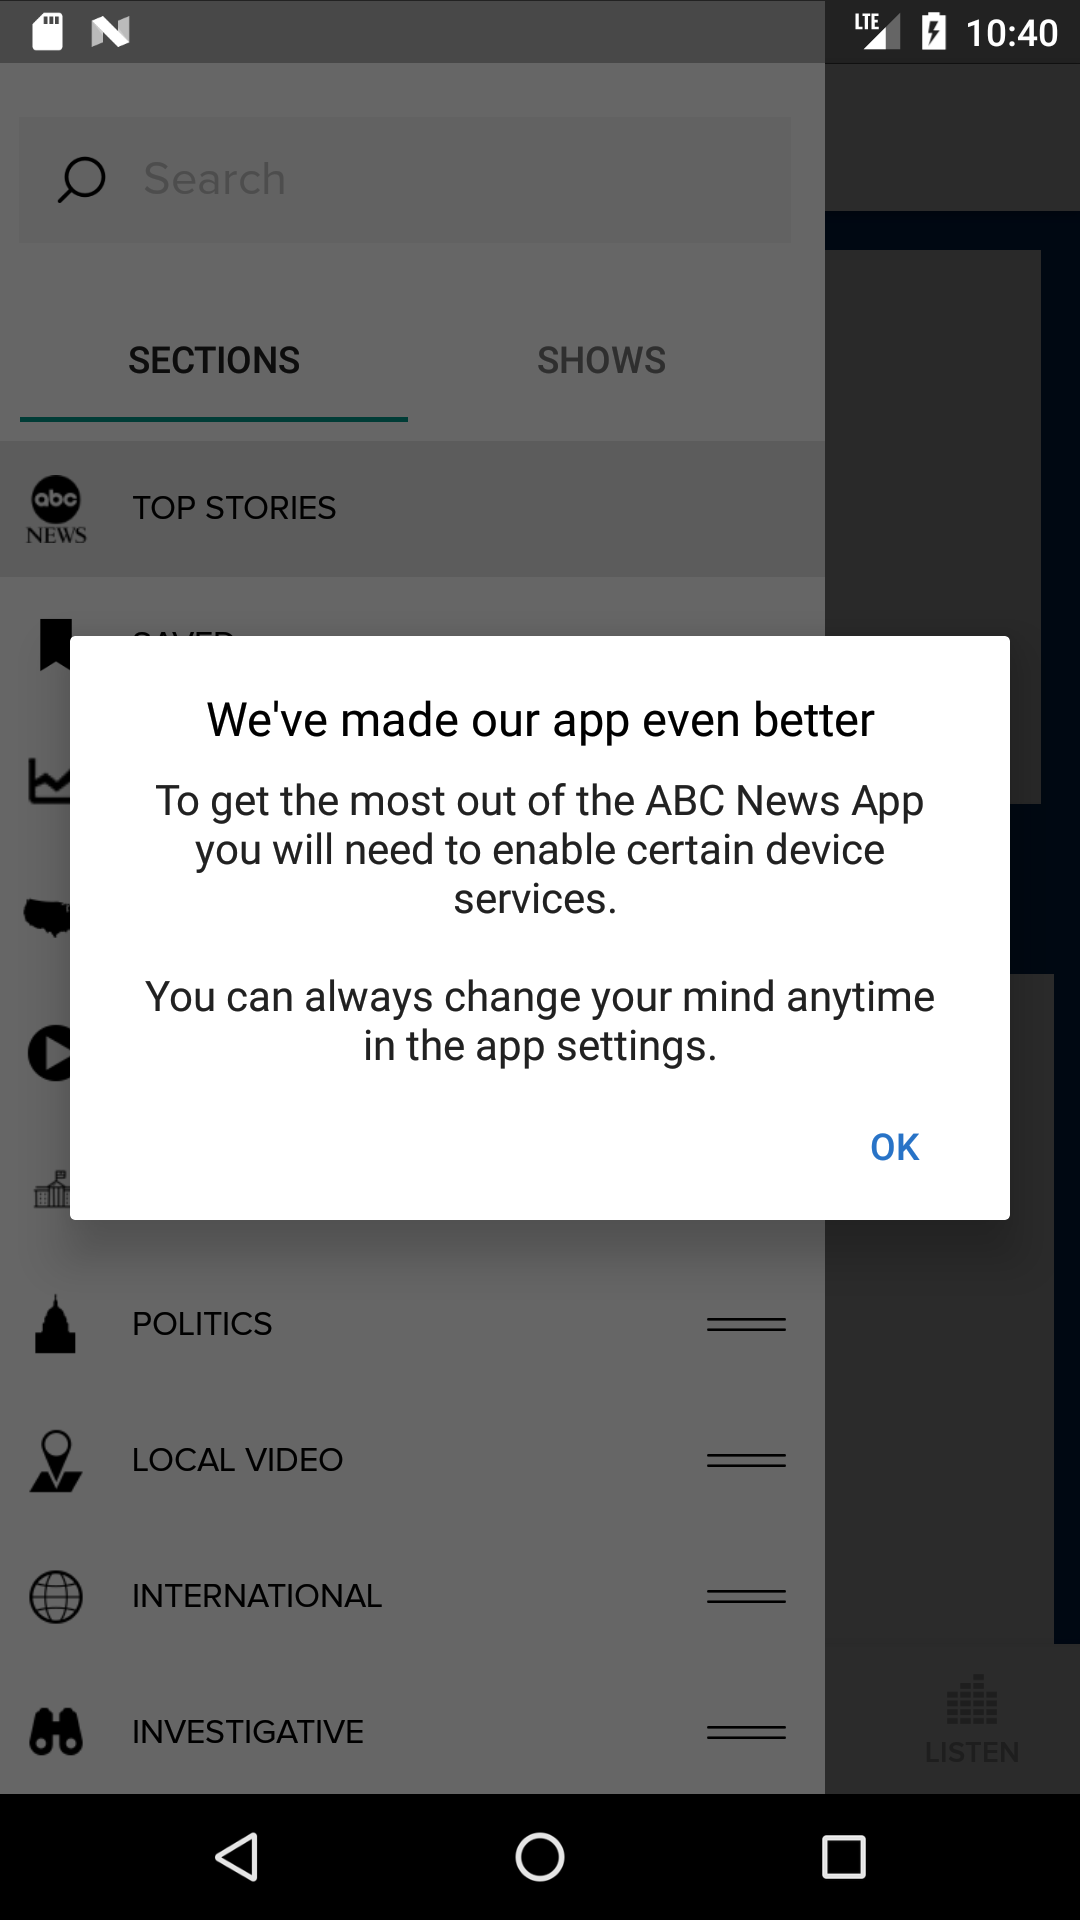 LTE 10:40
Search
SECTIONS SHOWS
abc
NEWS
TOP STORIES
SAVED
We've made our app even better
To get the most out of the ABC News App
you will need to enable certain device
services.
You can always change your mind anytime
in the app settings.
OK
POLITICS
LOCAL VIDEO
INTERNATIONAL
INVESTIGATIVE
LISTEN